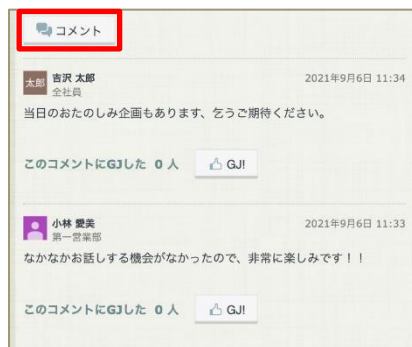 コメント
太郎 吉沢 太郎 2021年9月6日 11:34
全社員
当日のおたのしみ企画もあります、乞うご期待ください。
このコメントにGJした 0 人 GJ!
小林 愛美 2021年9月6日 11:33
第一営業部
なかなかお話しする機会がなかったので、非常に楽しみです!!
このコメントにGJした 0 人 GJ!